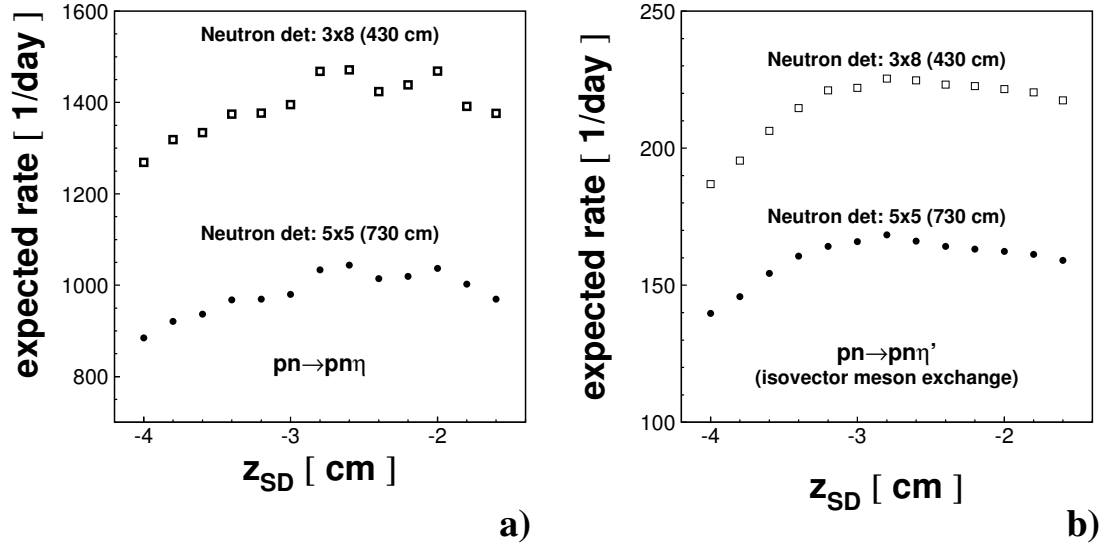 expected rate [ 1/day ]
1600
1400
1200
1000
800
Neutron det: 3x8 (430 cm)
Neutron det: 5x5 (730 cm)
pn→pnη
-4 -3 -2
z_SD [ cm ]
a)
expected rate [ 1/day ]
250
200
150
100
Neutron det: 3x8 (430 cm)
Neutron det: 5x5 (730 cm)
pn→pnη’
(isovector meson exchange)
-4 -3 -2
z_SD [ cm ]
b)